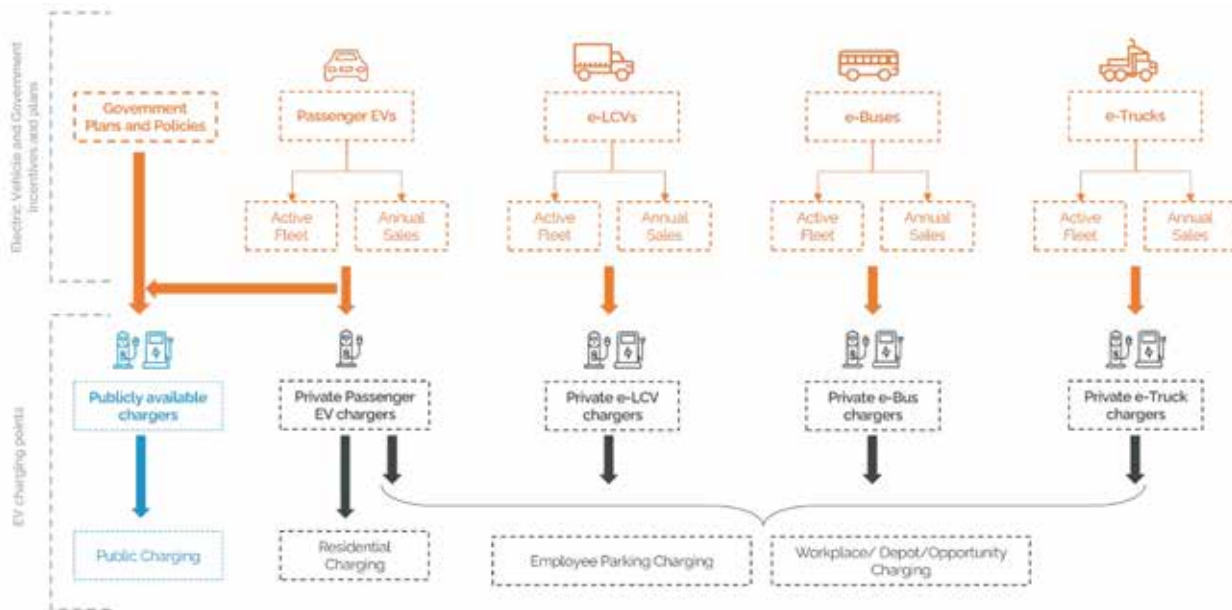 Electric Vehicle and Government
Incentives and plans
Government
Plans and Policies
Passenger EVs
e-LCVs
e-Buses
e-Trucks
Active
Fleet
Annual
Sales
Active
Fleet
Annual
Sales
Active
Fleet
Annual
Sales
Active
Fleet
Annual
Sales
EV charging points
Publicly available
chargers
Private Passenger
EV chargers
Private e-LCV
chargers
Private e-Bus
chargers
Private e-Truck
chargers
Public Charging
Residential
Charging
Employee Parking Charging
Workplace/ Depot/Opportunity
Charging